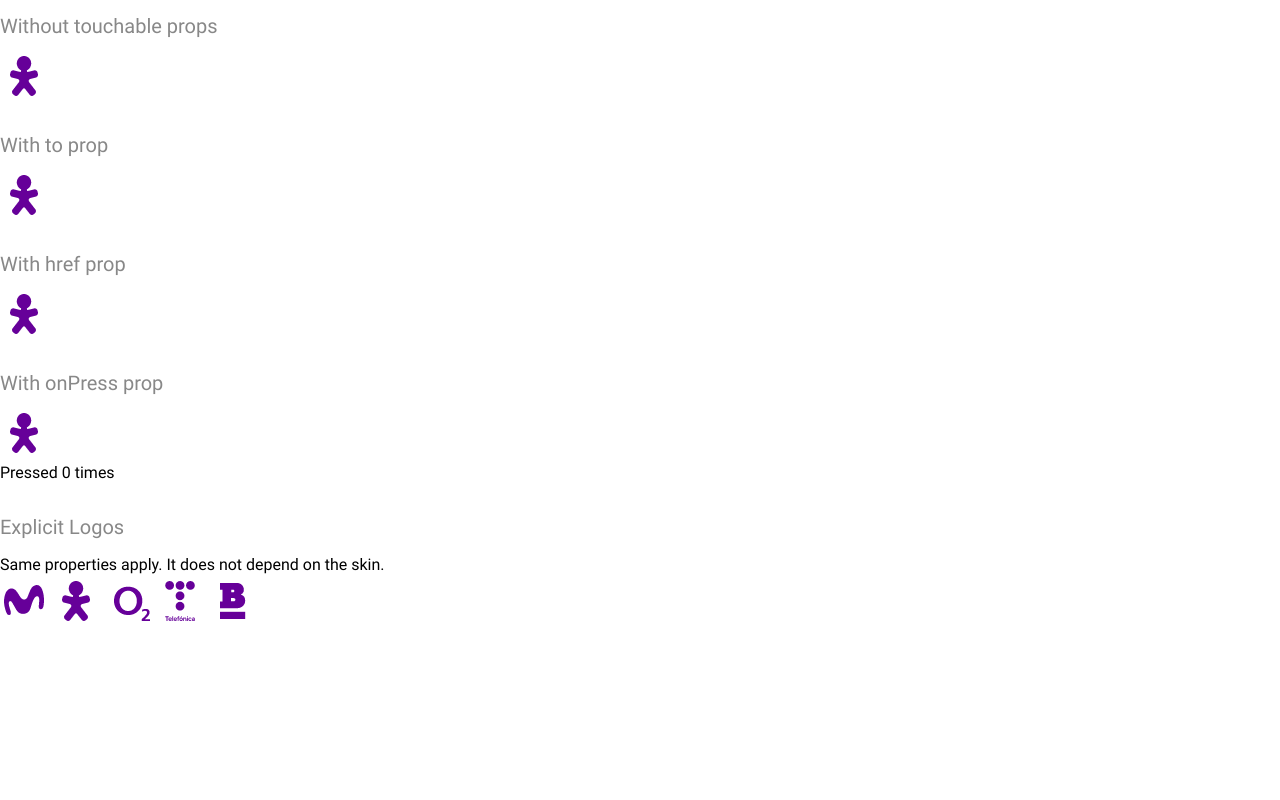 Without touchable props
With to prop
With href prop
With onPress prop
Pressed 0 times
Explicit Logos
Same properties apply. It does not depend on the skin.
O2 Telefónica B